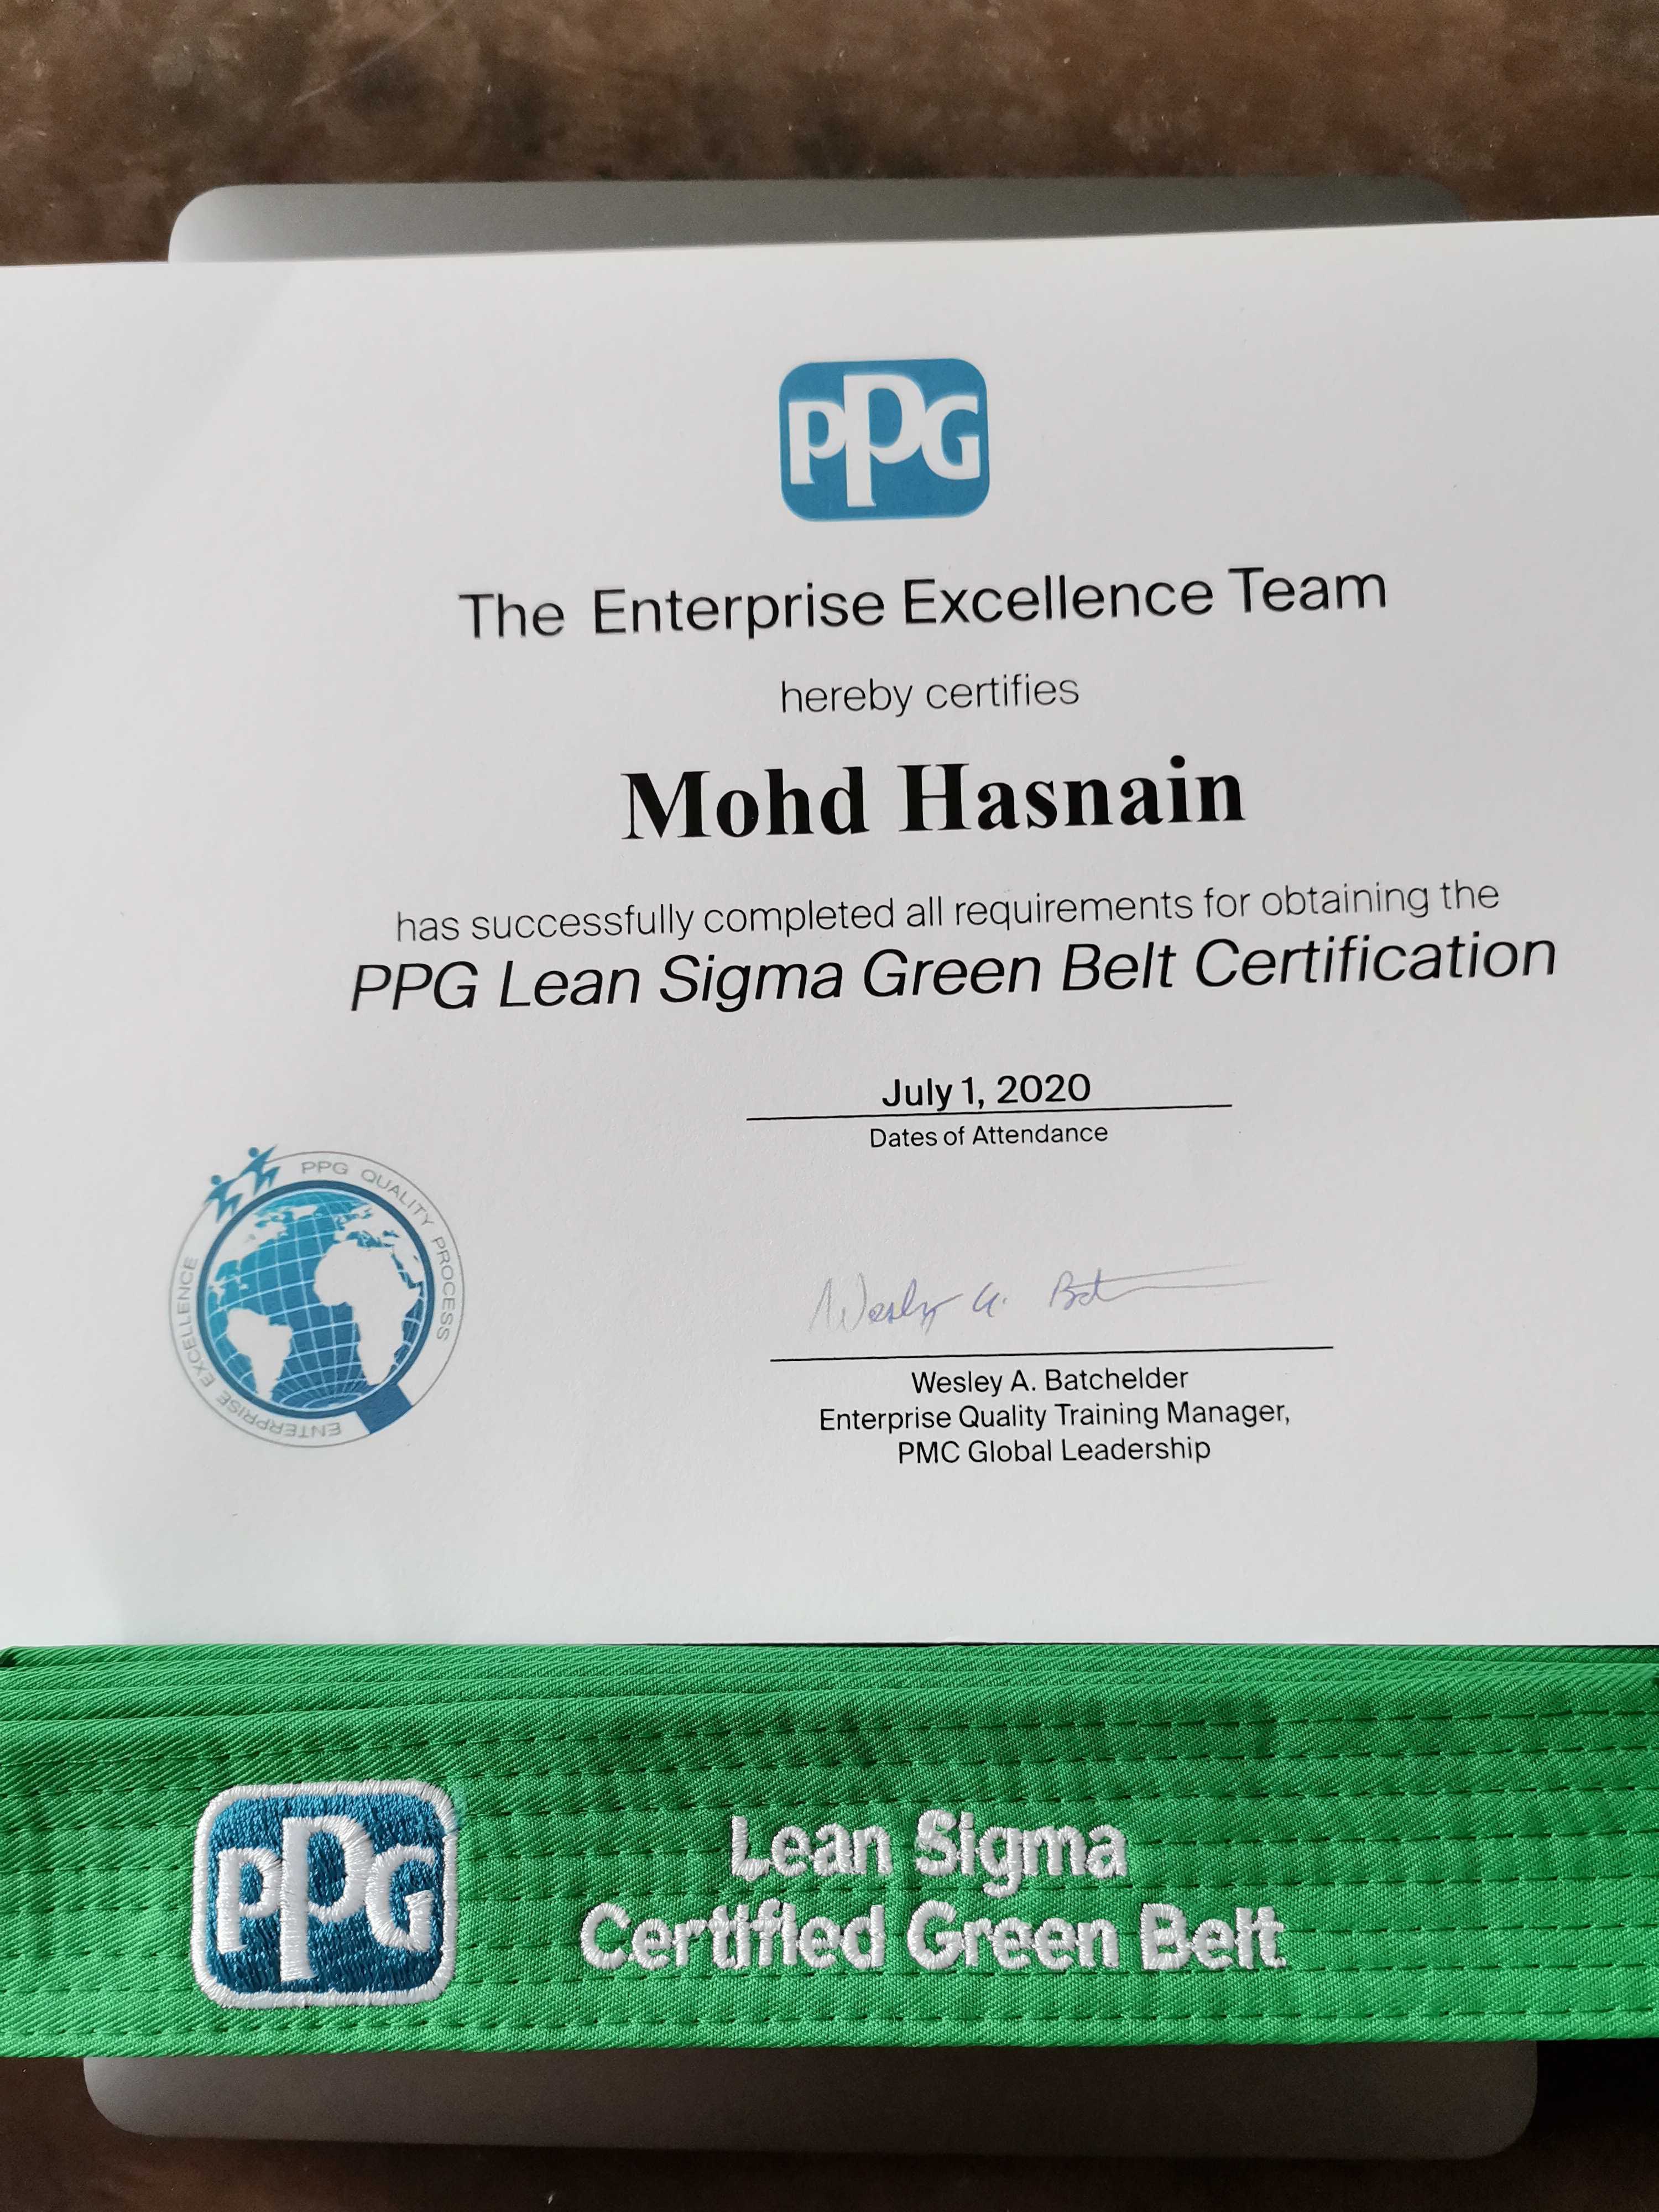 PPG
The Enterprise Excellence Team
hereby certifies
Mohd Hasnain
has successfully completed all requirements for obtaining the
PPG Lean Sigma Green Belt Certification
July 1, 2020
Dates of Attendance
PPG QUALITY PROCESS
ENTERPRISE EXCELLENCE
Wesley A. Bat
Wesley A. Batchelder
Enterprise Quality Training Manager,
PMC Global Leadership
PPG
Lean Sigma
Certified Green Belt